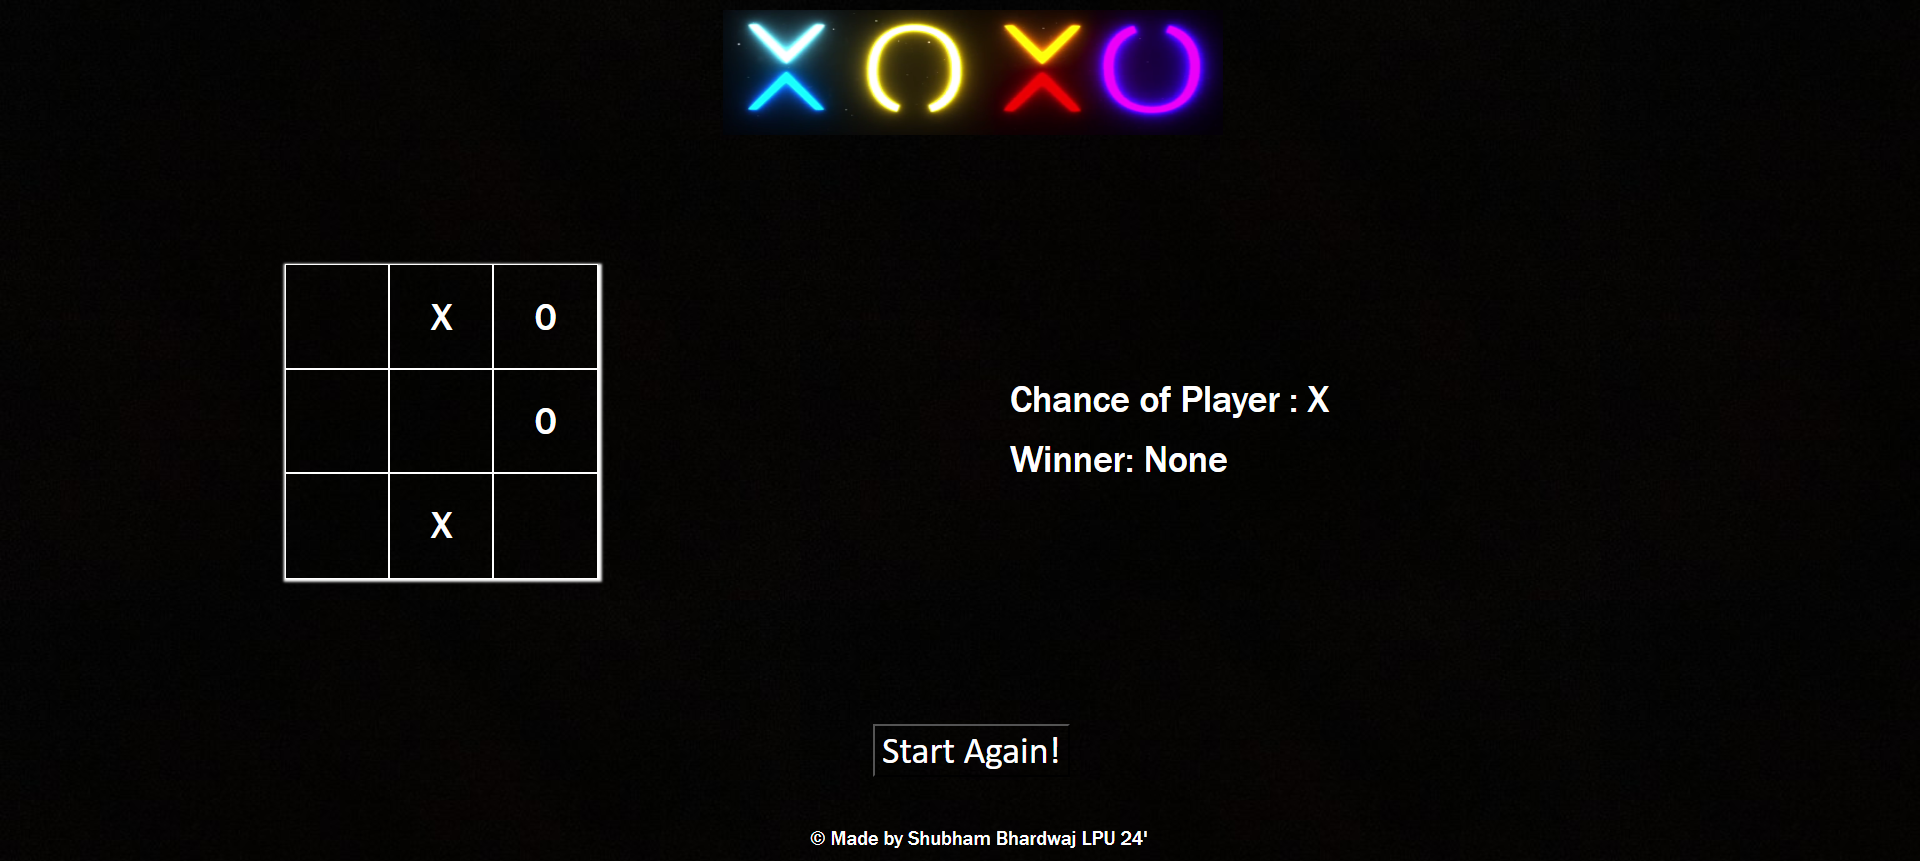 XOXO
X 0
0
X
Chance of Player : X
Winner: None
Start Again!
© Made by Shubham Bhardwaj LPU 24'